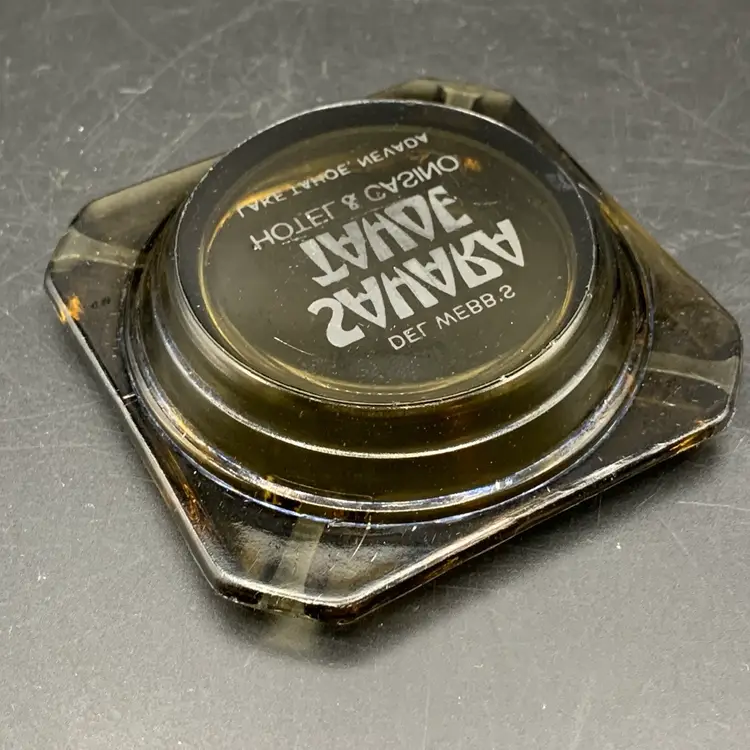 DEL WEBB'S
SAHARA
TAHOE
HOTEL & CASINO
LAKE TAHOE, NEVADA